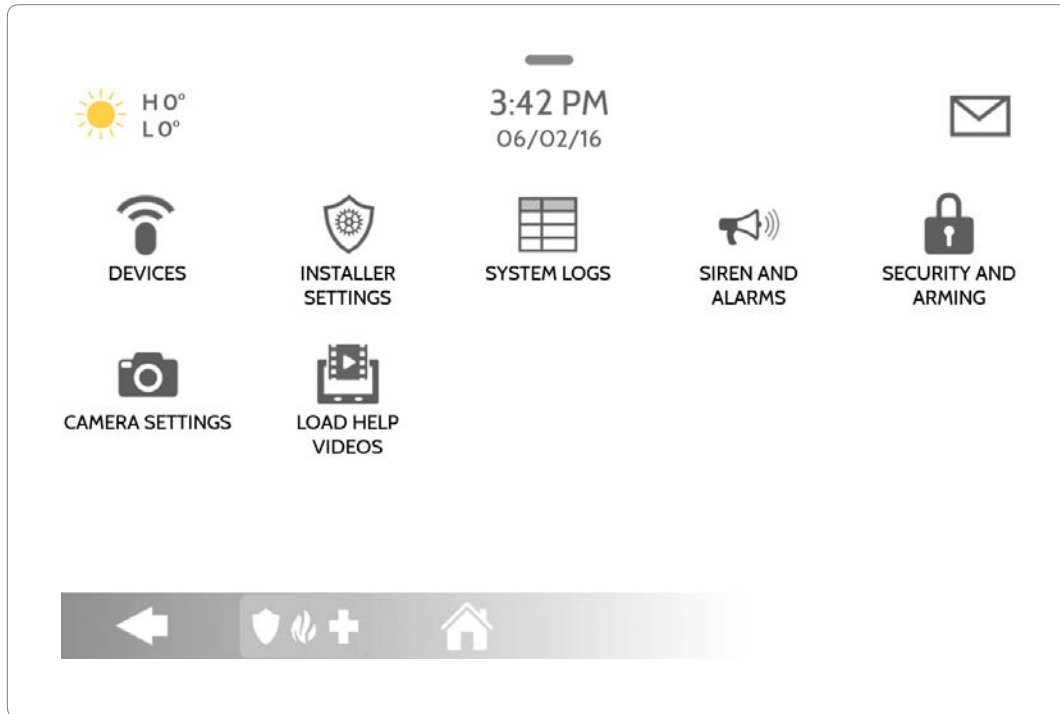 H 0°
L 0°
3:42 PM
06/02/16
DEVICES
INSTALLER
SETTINGS
SYSTEM LOGS
SIREN AND
ALARMS
SECURITY AND
ARMING
CAMERA SETTINGS
LOAD HELP
VIDEOS